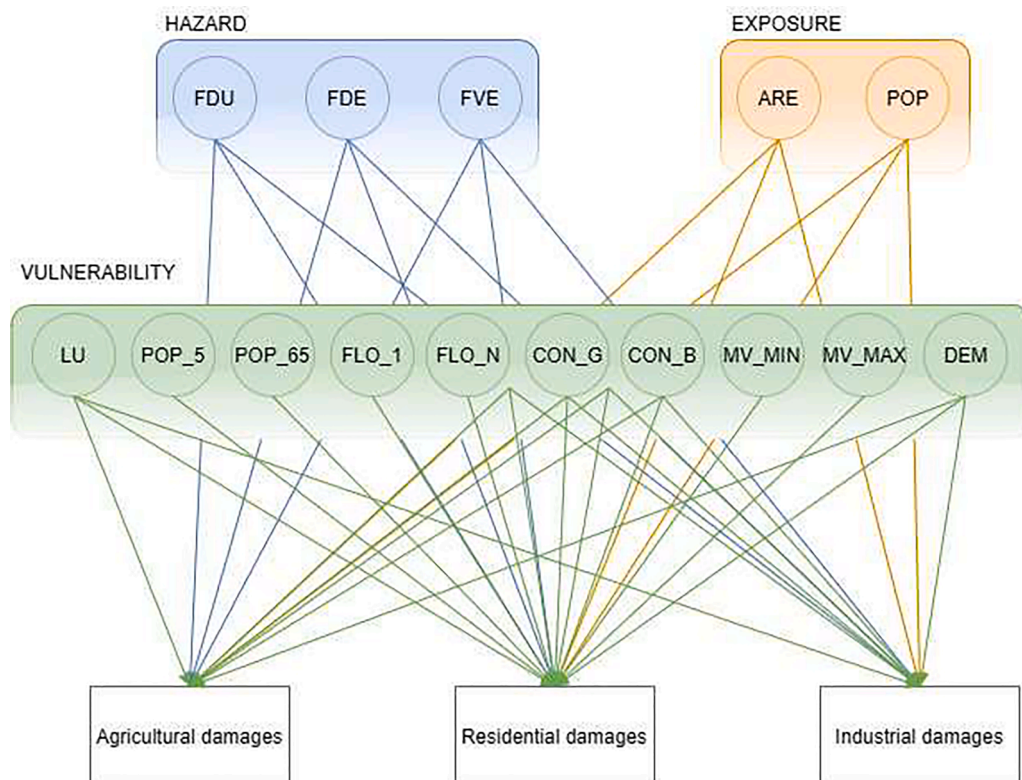 HAZARD
EXPOSURE
FDU
FDE
FVE
ARE
POP
VULNERABILITY
LU
POP_5
POP_65
FLO_1
FLO_N
CON_G
CON_B
MV_MIN
MV_MAX
DEM
Agricultural damages
Residential damages
Industrial damages